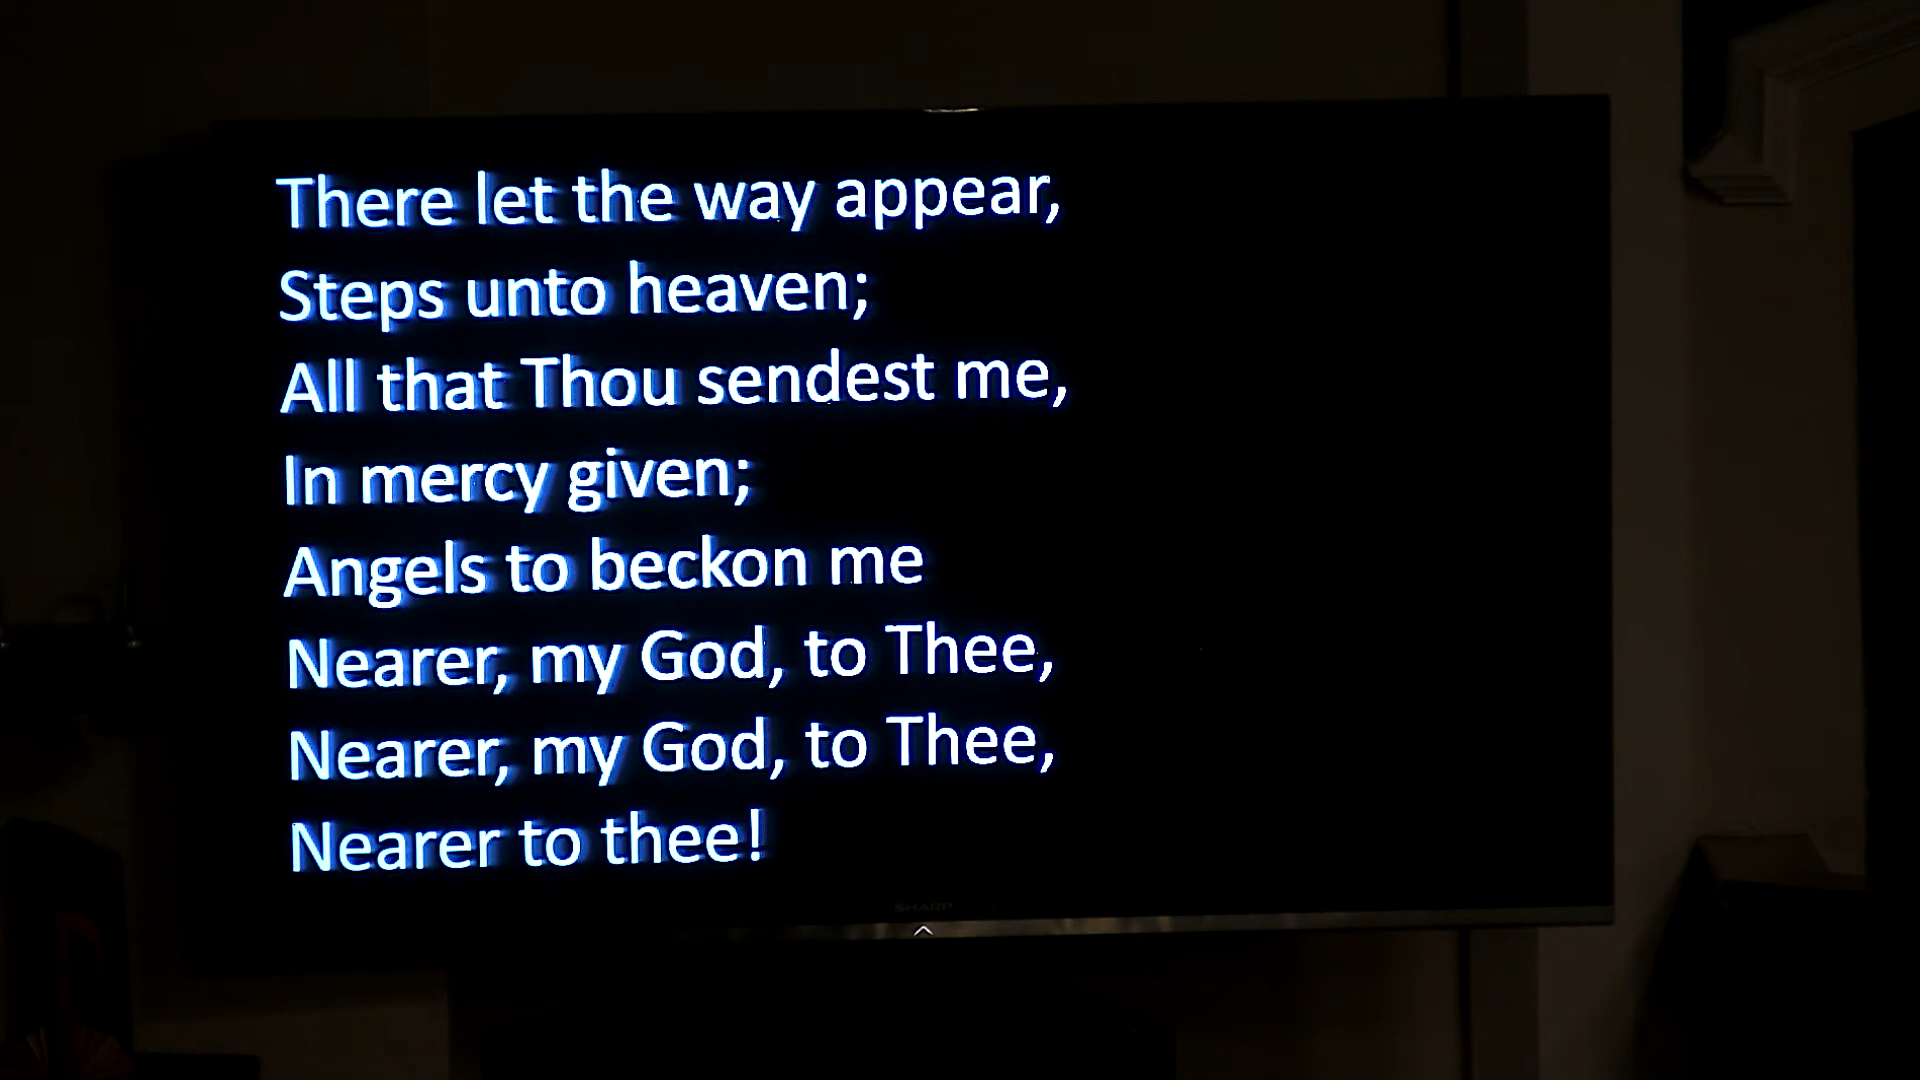 There let the way appear,
Steps unto heaven;
All that Thou sendest me,
In mercy given;
Angels to beckon me
Nearer, my God, to Thee,
Nearer, my God, to Thee,
Nearer to thee!
SHARP